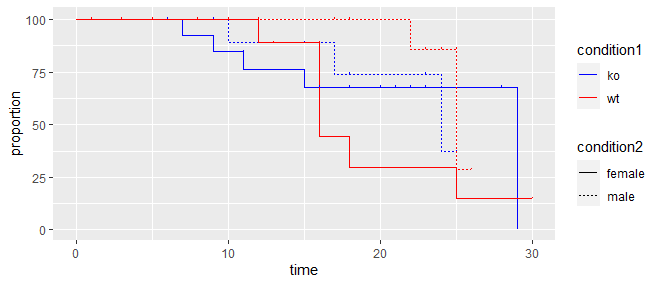 100
75
50
25
0
proportion
0
10
20
30
time
condition1
ko
wt
condition2
female
male